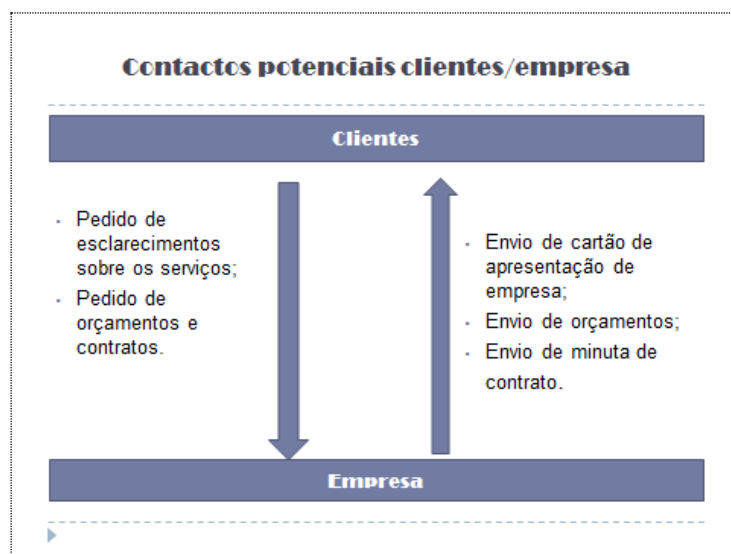 Contactos potenciais clientes/empresa
Clientes
Pedido de
esclarecimentos
sobre os serviços;
Pedido de
orçamentos e
contratos.
Envio de cartão de
apresentação de
empresa;
Envio de orçamentos;
Envio de minuta de
contrato.
Empresa